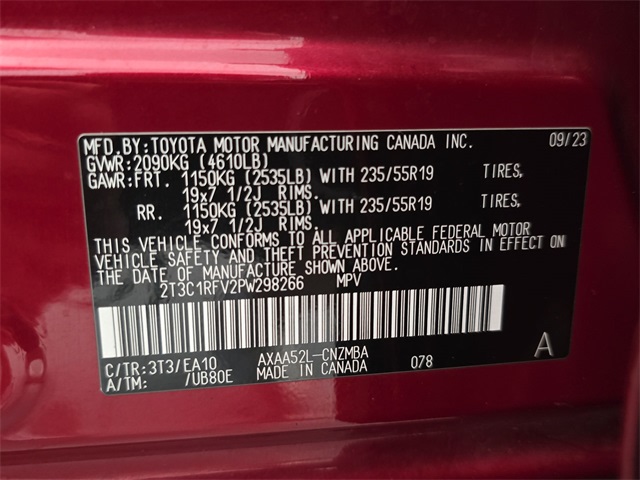 MFD.BY:TOYOTA MOTOR MANUFACTURING CANADA INC. 09/23
GVWR:2090KG (4610LB)
GAWR:FRT. 1150KG (2535LB) WITH 235/55R19 TIRES,
19x7 1/2J RIMS.
RR. 1150KG (2535LB) WITH 235/55R19 TIRES,
19x7 1/2J RIMS.
THIS VEHICLE CONFORMS TO ALL APPLICABLE FEDERAL MOTOR
VEHICLE SAFETY AND THEFT PREVENTION STANDARDS IN EFFECT ON
THE DATE OF MANUFACTURE SHOWN ABOVE.
2T3C1RFV2PW298266 MPV
C/TR:3T3/EA10 AXAA52L-CNZMBA A
A/TM: /UB80E MADE IN CANADA 078